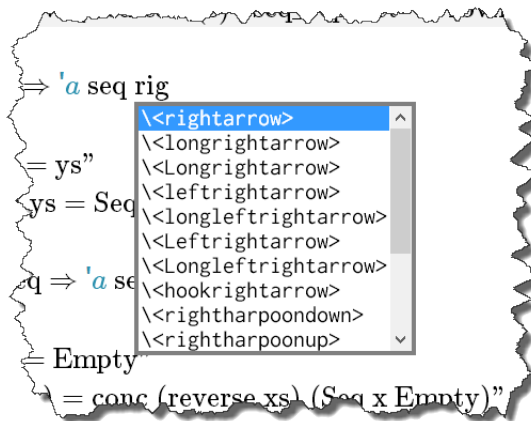 ⇒ 'a seq rig
\<rightarrow>
\<longrightarrow>
\<Longrightarrow>
\<leftrightarrow>
\<longleftrightarrow>
\<Leftrightarrow>
\<Longleftrightarrow>
\<hookrightarrow>
\<rightharpoondown>
\<rightharpoonup>
= ys”
ys = Seq
⇒ 'a se
= Empty”
= conc (reverse xs) (Seq x Empty)”